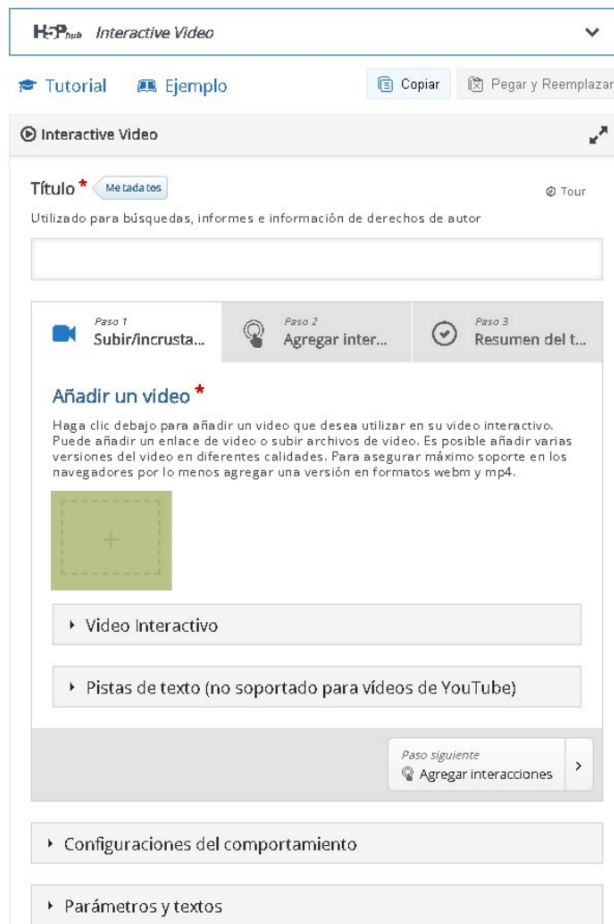 H5Phub Interactive Video
Tutorial Ejemplo Copiar Pegar y Reemplazar
Interactive Video
Título * Metadatos Tour
Utilizado para búsquedas, informes e información de derechos de autor
Paso 1
Subir/incrusta...
Paso 2
Agregar inter...
Paso 3
Resumen del t...
Añadir un video *
Haga clic debajo para añadir un video que desea utilizar en su video interactivo.
Puede añadir un enlace de video o subir archivos de video. Es posible añadir varias
versiones del video en diferentes calidades. Para asegurar máximo soporte en los
navegadores por lo menos agregar una versión en formatos webm y mp4.
+
Video Interactivo
Pistas de texto (no soportado para vídeos de YouTube)
Paso siguiente
Agregar interacciones
Configuraciones del comportamiento
Parámetros y textos